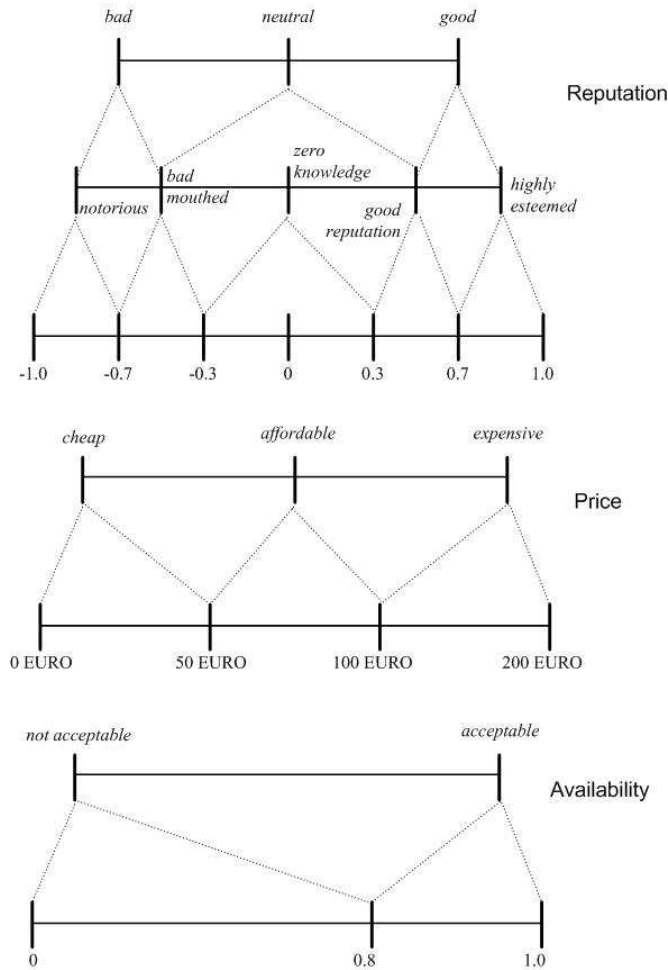 bad neutral good
Reputation
zero
knowledge
bad
mouthed
highly
esteemed
notorious
good
reputation
-1.0 -0.7 -0.3 0 0.3 0.7 1.0
cheap affordable expensive
Price
0 EURO 50 EURO 100 EURO 200 EURO
not acceptable acceptable
Availability
0 0.8 1.0